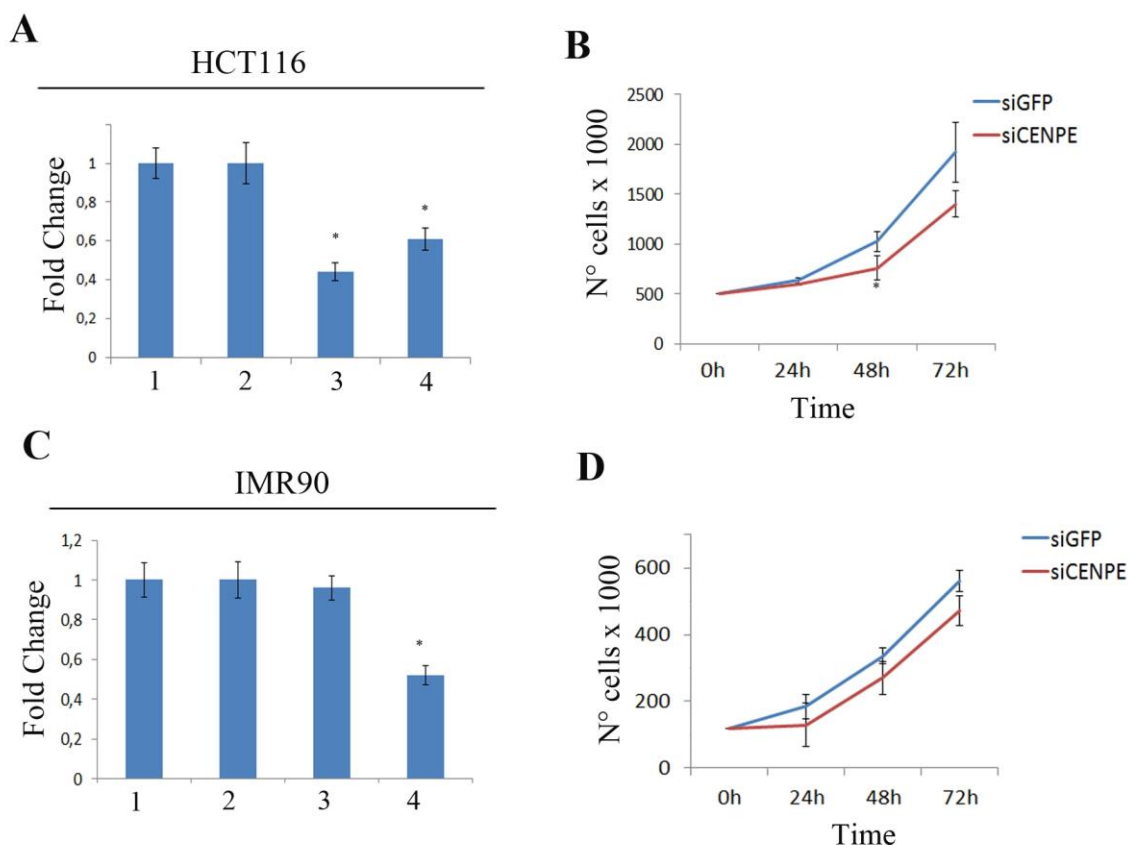 A
HCT116
Fold Change
1
0,8
0,6
0,4
0,2
0
*
*
1 2 3 4
B
N° cells x 1000
2500
2000
1500
1000
500
0
siGFP
siCENPE
*
0h 24h 48h 72h
Time
C
IMR90
Fold Change
1,2
1
0,8
0,6
0,4
0,2
0
*
1 2 3 4
D
N° cells x 1000
600
400
200
0
siGFP
siCENPE
0h 24h 48h 72h
Time